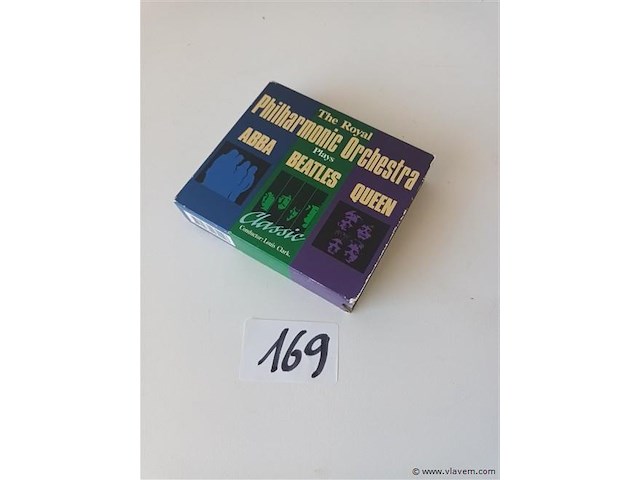 The Royal
Philharmonic Orchestra
Plays
ABBA
BEATLES
QUEEN
Classic
Conductor: Louis Clark.
169
© www.vlavem.com